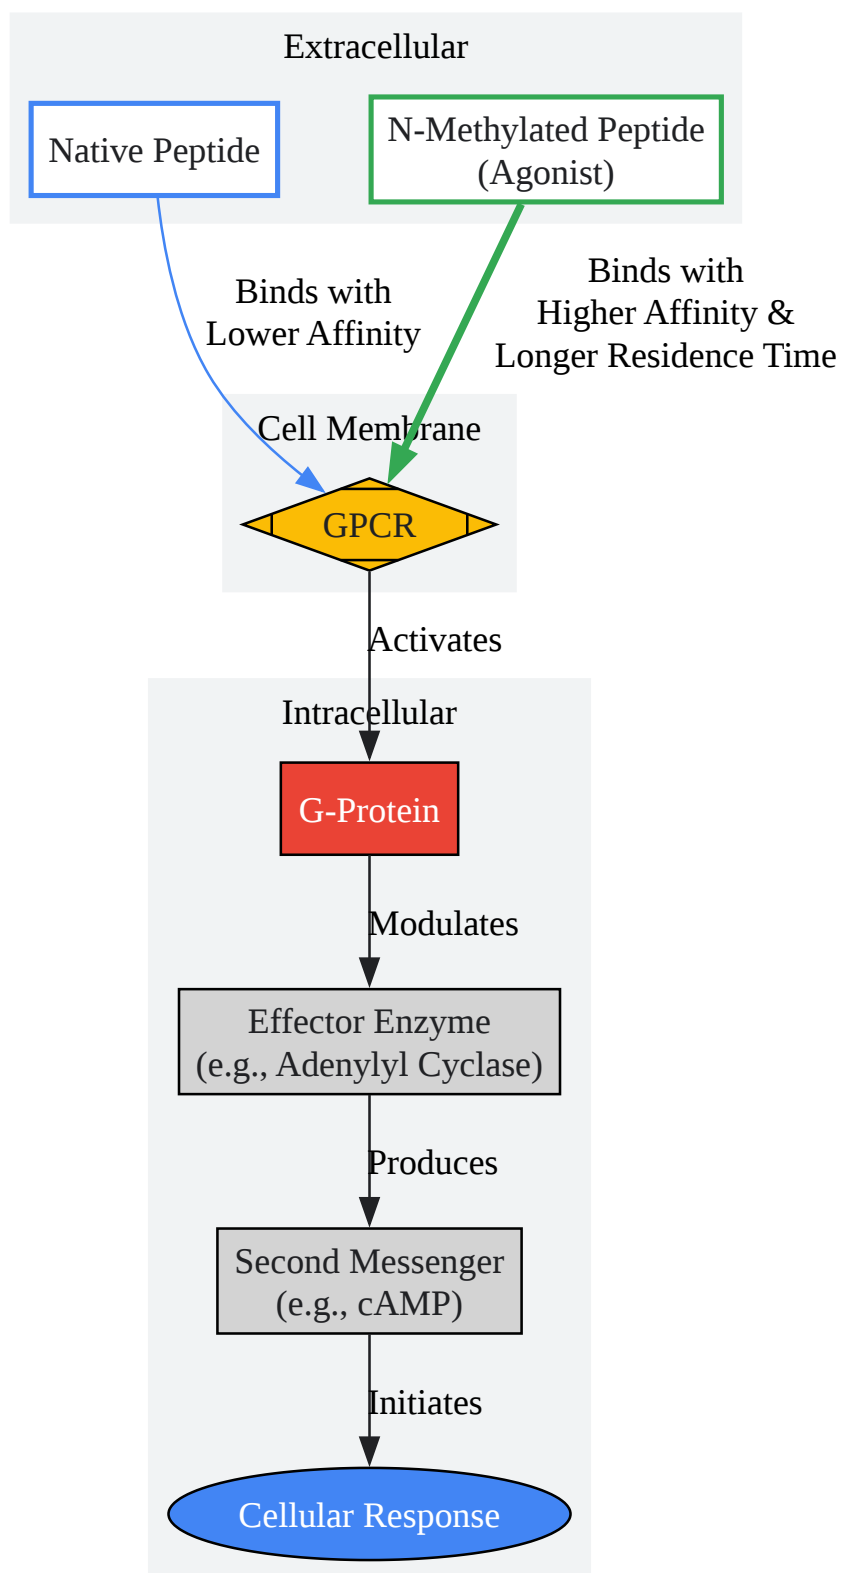 Extracellular
Native Peptide
N-Methylated Peptide
(Agonist)
Binds with
Lower Affinity
Binds with
Higher Affinity &
Longer Residence Time
Cell Membrane
GPCR
Activates
Intracellular
G-Protein
Modulates
Effector Enzyme
(e.g., Adenylyl Cyclase)
Produces
Second Messenger
(e.g., cAMP)
Initiates
Cellular Response